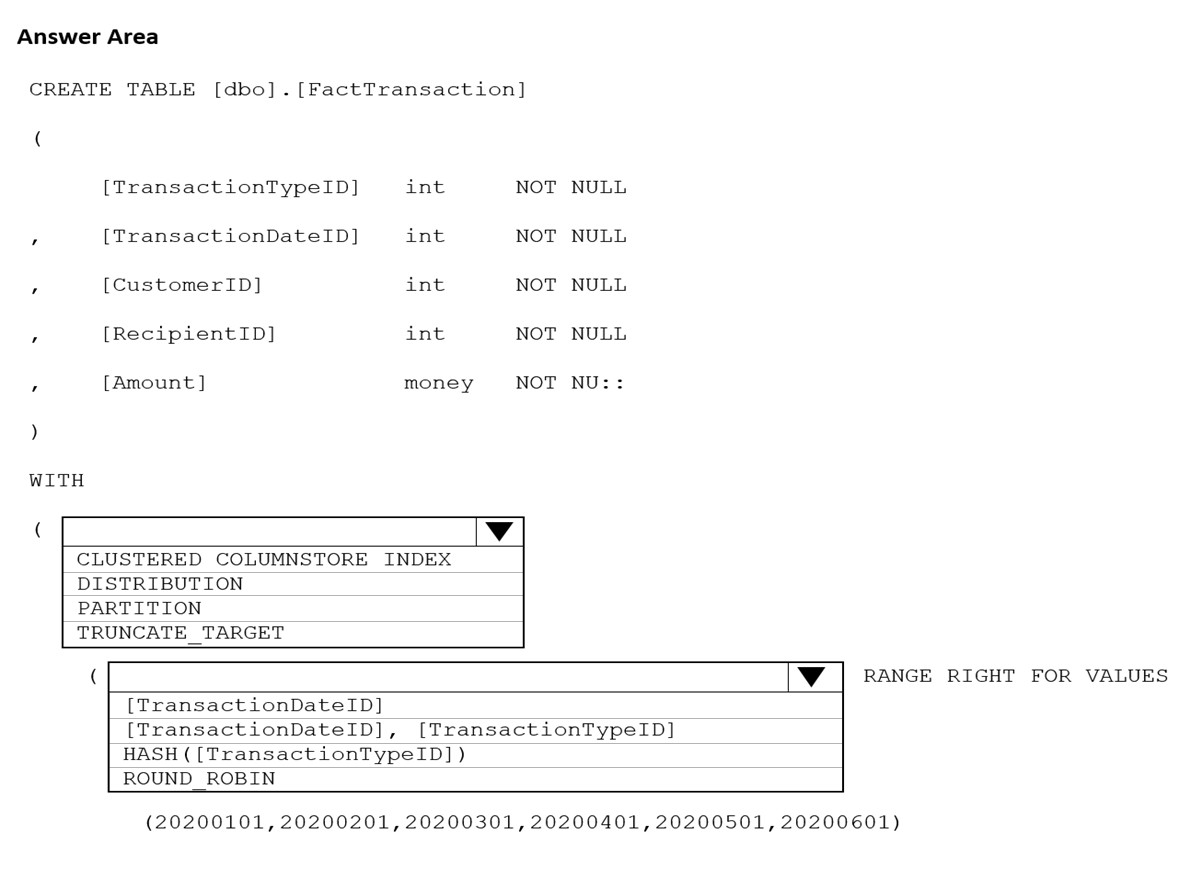 Answer Area
CREATE TABLE [dbo].[FactTransaction]
(
[TransactionTypeID] int NOT NULL
, [TransactionDateID] int NOT NULL
, [CustomerID] int NOT NULL
, [RecipientID] int NOT NULL
, [Amount] money NOT NU::
)
WITH
(
CLUSTERED COLUMNSTORE INDEX
DISTRIBUTION
PARTITION
TRUNCATE_TARGET
( RANGE RIGHT FOR VALUES
[TransactionDateID]
[TransactionDateID], [TransactionTypeID]
HASH([TransactionTypeID])
ROUND_ROBIN
(20200101,20200201,20200301,20200401,20200501,20200601)